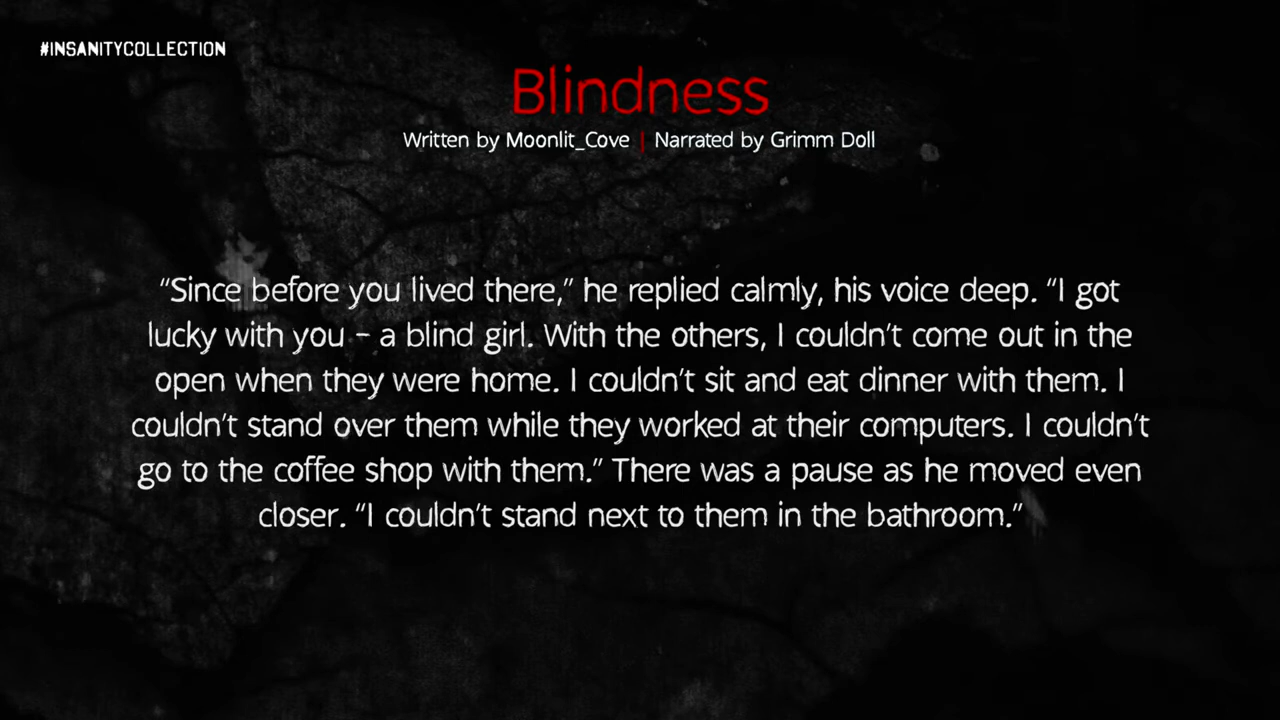 #INSANITYCOLLECTION
Blindness
Written by Moonlit_Cove | Narrated by Grimm Doll
“Since before you lived there,” he replied calmly, his voice deep. “I got
lucky with you – a blind girl. With the others, I couldn’t come out in the
open when they were home. I couldn’t sit and eat dinner with them. I
couldn’t stand over them while they worked at their computers. I couldn’t
go to the coffee shop with them.” There was a pause as he moved even
closer. “I couldn’t stand next to them in the bathroom.”